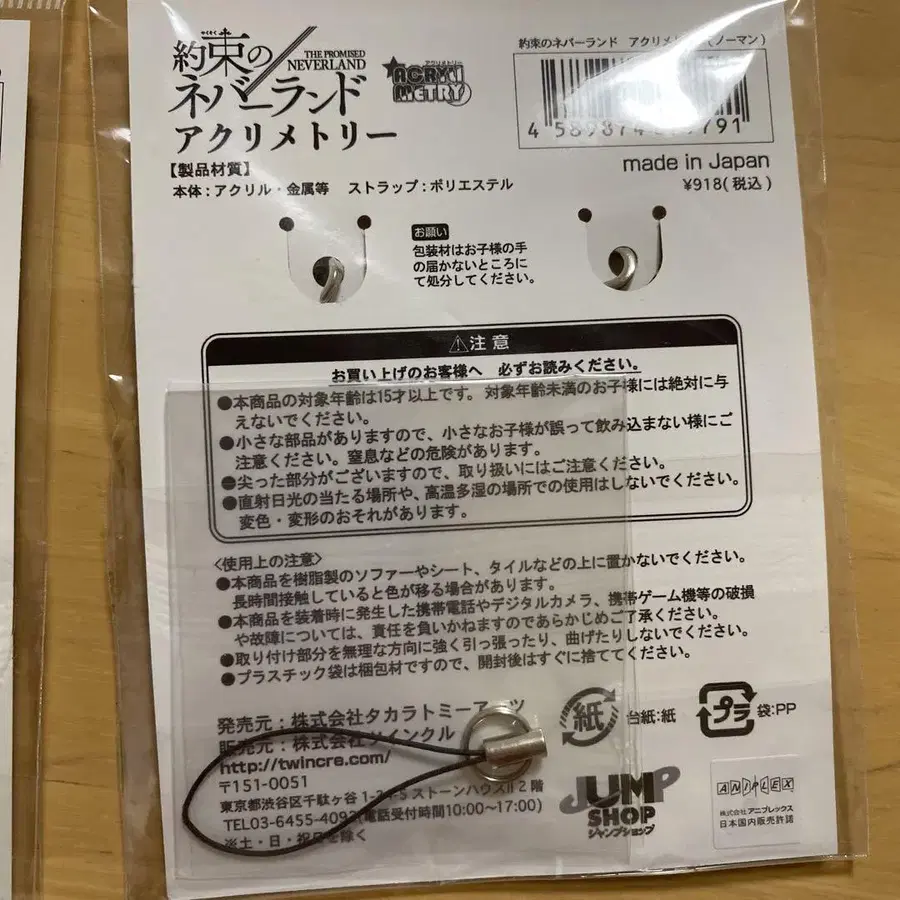 やくそく
約束の
THE PROMISED
NEVERLAND
ネバーランド
アクリメトリー
アクリメトリー
ACRYL
METRY
約束のネバーランド アクリメトリー（ノーマン）
4 589874
791
made in Japan
¥918(税込)
【製品材質】
本体：アクリル・金属等 ストラップ：ポリエステル
お願い
包装材はお子様の手
の届かないところに
て処分してください。
⚠注意
お買い上げのお客様へ 必ずお読みください。
●本商品の対象年齢は15才以上です。対象年齢未満のお子様には絶対に与
えないでください。
●小さな部品がありますので、小さなお子様が誤って飲み込まない様にご
注意ください。窒息などの危険があります。
●尖った部分がございますので、取り扱いにはご注意ください。
●直射日光の当たる場所や、高温多湿の場所での使用はしないでください。
変色・変形のおそれがあります。
〈使用上の注意〉
●本商品を樹脂製のソファーやシート、タイルなどの上に置かないでください。
長時間接触していると色が移る場合があります。
●本商品を装着時に発生した携帯電話やデジタルカメラ、携帯ゲーム機等の破損
や故障については、責任を負いかねますのであらかじめご了承ください。
●取り付け部分を無理な方向に強く引っ張ったり、曲げたりしないでください。
●プラスチック袋は梱包材ですので、開封後はすぐに捨ててください。
発売元：株式会社タカラトミーアーツ
販売元：株式会社ツインクル
http://twincre.com/
〒151-0051
東京都渋谷区千駄ヶ谷1- ストーンハウスII 2階
TEL03-6455-409 (電話受付時間10:00〜17:00)
※土・日・祝日を除く
紙
台紙:紙
プラ
袋:PP
JUMP
SHOP
ジャンプショップ
ANIPLEX
株式会社 アニプレックス
日本国内販売許諾